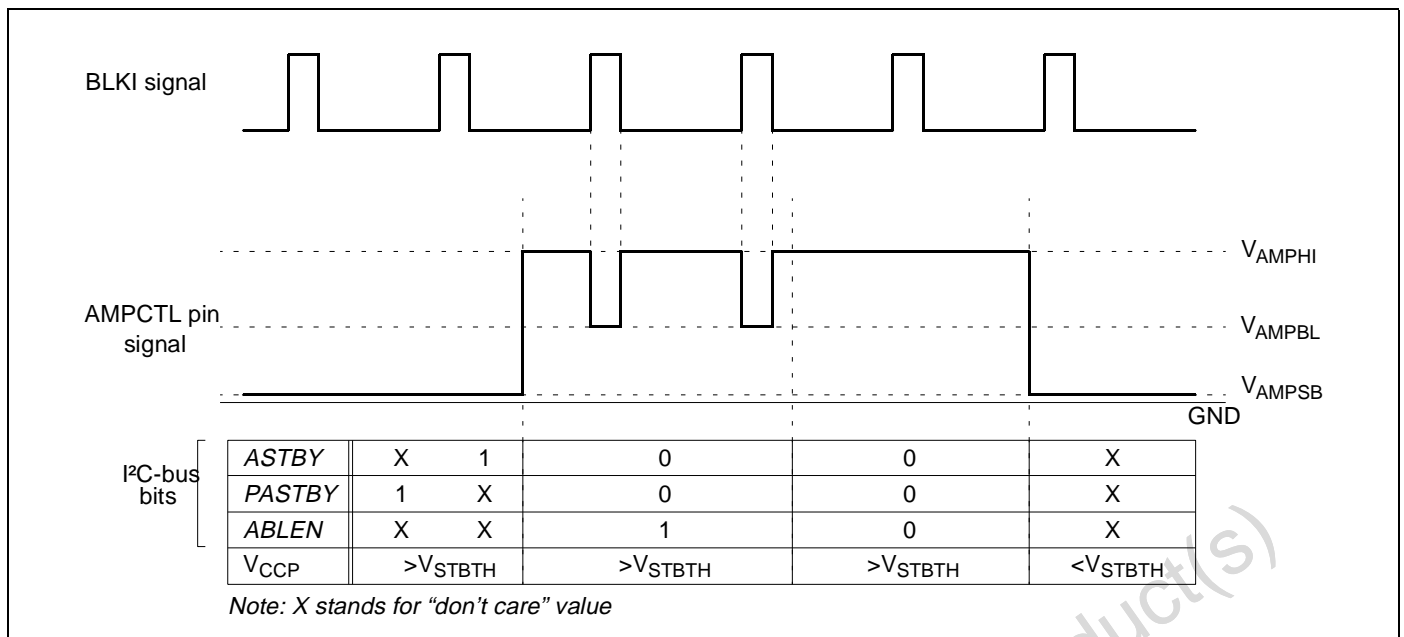 BLKI signal
V_AMPHI
AMPCTL pin
signal
V_AMPBL
V_AMPSB
GND
I²C-bus
bits
ASTBY X 1 0 0 X
PASTBY 1 X 0 0 X
ABLEN X X 1 0 X
V_CCP >V_STBTH >V_STBTH >V_STBTH <V_STBTH
Note: X stands for “don’t care” value
duct(s)